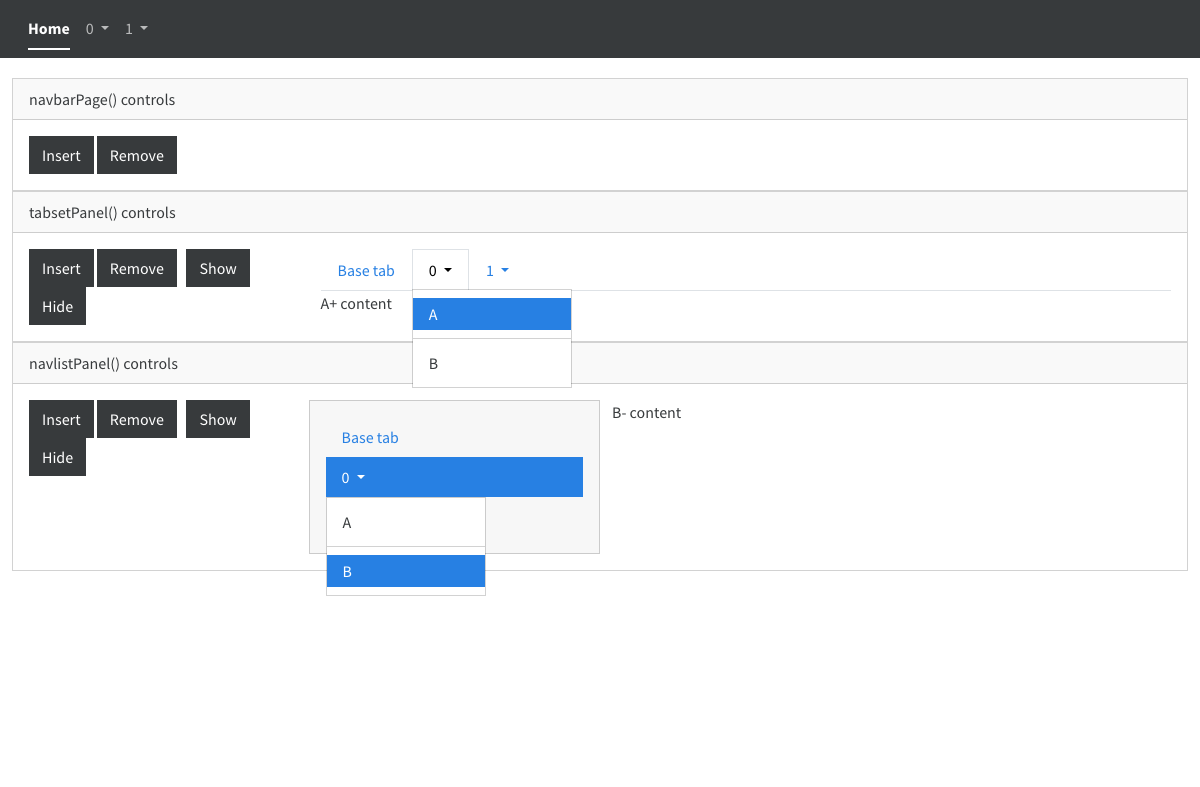 Home 0 1
navbarPage() controls
Insert Remove
tabsetPanel() controls
Insert Remove Show
Hide
Base tab 0 1
A+ content
A
B
navlistPanel() controls
Insert Remove Show
Hide
Base tab
0
A
B
B- content